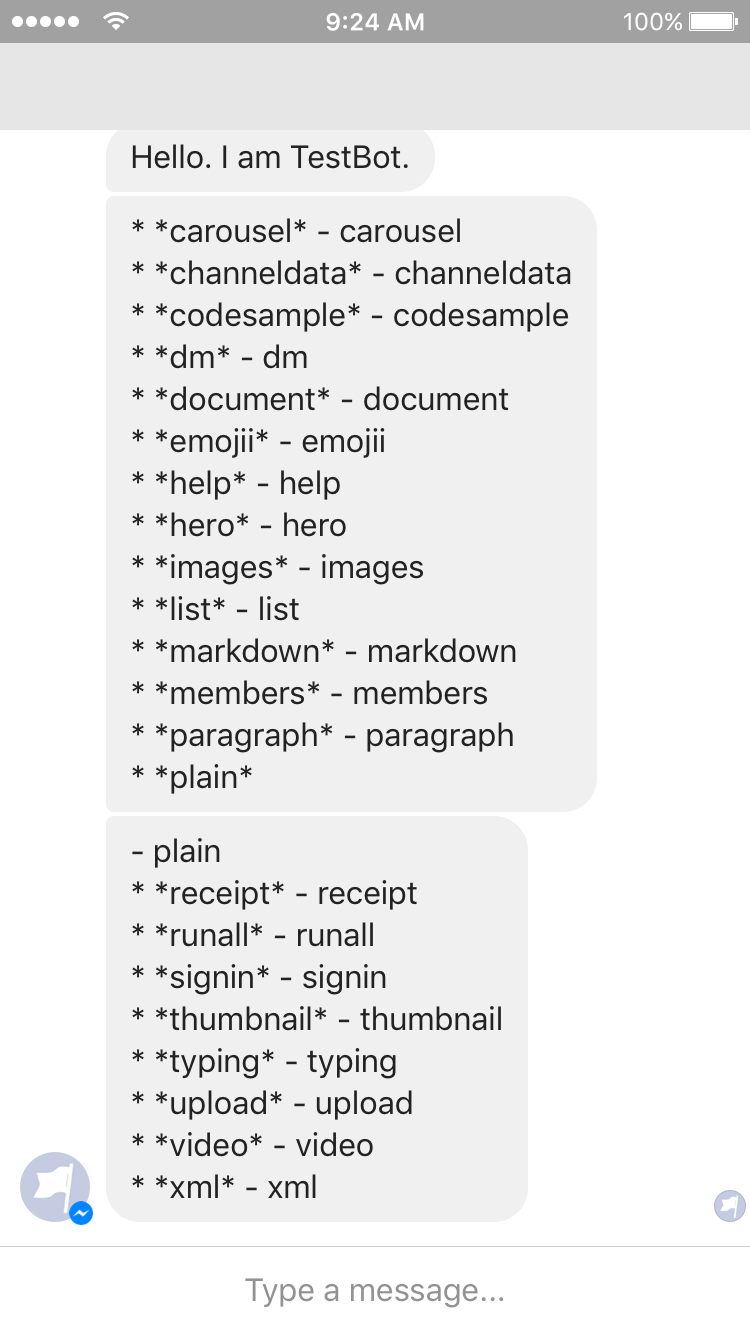 9:24 AM 100%
Hello. I am TestBot.
* *carousel* - carousel
* *channeldata* - channeldata
* *codesample* - codesample
* *dm* - dm
* *document* - document
* *emojii* - emojii
* *help* - help
* *hero* - hero
* *images* - images
* *list* - list
* *markdown* - markdown
* *members* - members
* *paragraph* - paragraph
* *plain*
- plain
* *receipt* - receipt
* *runall* - runall
* *signin* - signin
* *thumbnail* - thumbnail
* *typing* - typing
* *upload* - upload
* *video* - video
* *xml* - xml
Type a message...